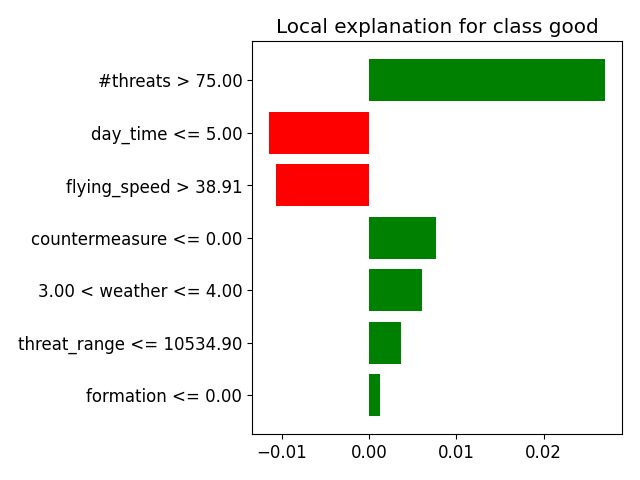 Local explanation for class good
#threats > 75.00
day_time <= 5.00
flying_speed > 38.91
countermeasure <= 0.00
3.00 < weather <= 4.00
threat_range <= 10534.90
formation <= 0.00
−0.01 0.00 0.01 0.02